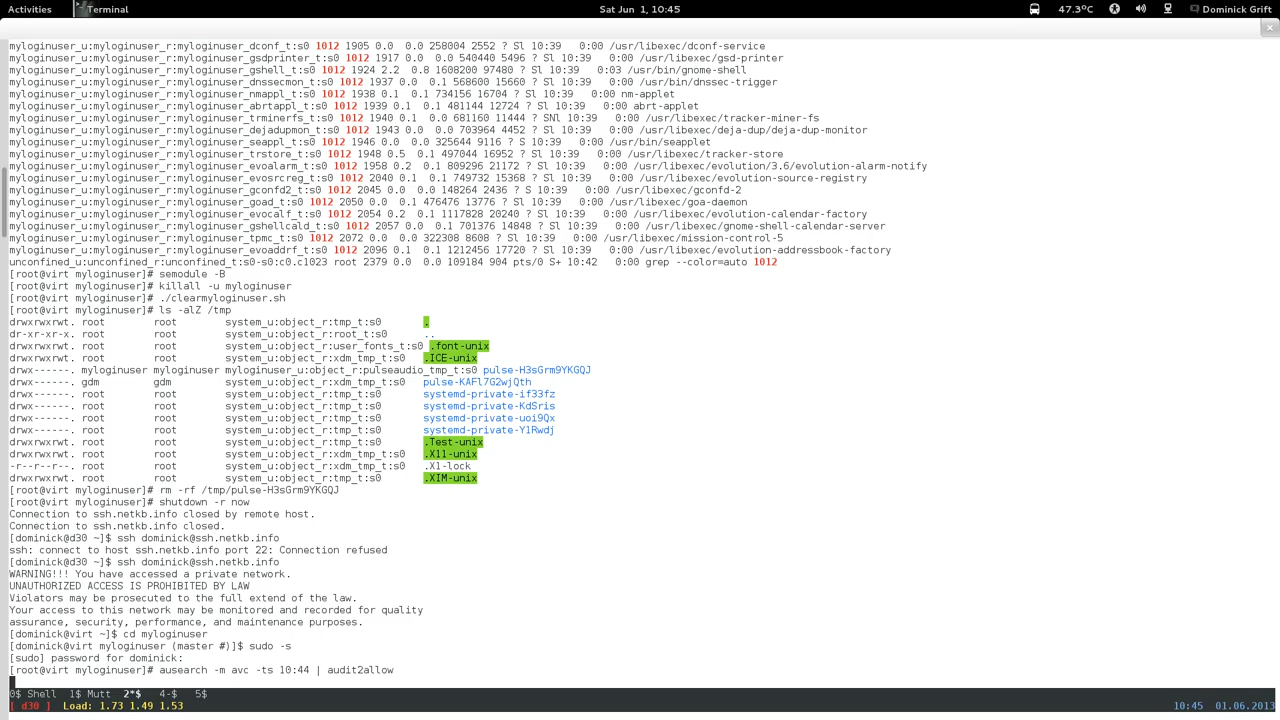 Activities Terminal Sat Jun 1, 10:45 47.3°C Dominick Grift
myloginuser_u:myloginuser_r:myloginuser_dconf_t:s0 1012 1905 0.0  0.0 258004 2552 ? Sl 10:39   0:00 /usr/libexec/dconf-service
myloginuser_u:myloginuser_r:myloginuser_gsdprinter_t:s0 1012 1917 0.0  0.0 540440 5496 ? Sl 10:39   0:00 /usr/libexec/gsd-printer
myloginuser_u:myloginuser_r:myloginuser_gshell_t:s0 1012 1924 2.2  0.8 1608200 97480 ? Sl 10:39   0:03 /usr/bin/gnome-shell
myloginuser_u:myloginuser_r:myloginuser_dnssecmon_t:s0 1012 1937 0.0  0.1 568600 15660 ? Sl 10:39   0:00 /usr/bin/dnssec-trigger
myloginuser_u:myloginuser_r:myloginuser_nmappl_t:s0 1012 1938 0.1  0.1 734156 16704 ? Sl 10:39   0:00 nm-applet
myloginuser_u:myloginuser_r:myloginuser_abrtappl_t:s0 1012 1939 0.1  0.1 481144 12724 ? Sl 10:39   0:00 abrt-applet
myloginuser_u:myloginuser_r:myloginuser_trminerfs_t:s0 1012 1940 0.1  0.1 681160 11444 ? SNl 10:39   0:00 /usr/libexec/tracker-miner-fs
myloginuser_u:myloginuser_r:myloginuser_dejadupmon_t:s0 1012 1943 0.0  0.0 703964 4452 ? Sl 10:39   0:00 /usr/libexec/deja-dup/deja-dup-monitor
myloginuser_u:myloginuser_r:myloginuser_seappl_t:s0 1012 1946 0.0  0.0 325644 9116 ? S 10:39   0:00 /usr/bin/seapplet
myloginuser_u:myloginuser_r:myloginuser_trstore_t:s0 1012 1948 0.5  0.1 497044 16952 ? Sl 10:39   0:00 /usr/libexec/tracker-store
myloginuser_u:myloginuser_r:myloginuser_evoalarm_t:s0 1012 1958 0.2  0.1 809296 21172 ? Sl 10:39   0:00 /usr/libexec/evolution/3.6/evolution-alarm-notify
myloginuser_u:myloginuser_r:myloginuser_evosrcreg_t:s0 1012 2040 0.1  0.1 749732 15368 ? Sl 10:39   0:00 /usr/libexec/evolution-source-registry
myloginuser_u:myloginuser_r:myloginuser_gconfd2_t:s0 1012 2045 0.0  0.0 148264 2436 ? S 10:39   0:00 /usr/libexec/gconfd-2
myloginuser_u:myloginuser_r:myloginuser_goad_t:s0 1012 2050 0.0  0.1 476476 13776 ? Sl 10:39   0:00 /usr/libexec/goa-daemon
myloginuser_u:myloginuser_r:myloginuser_evocalf_t:s0 1012 2054 0.2  0.1 1117828 20240 ? Sl 10:39   0:00 /usr/libexec/evolution-calendar-factory
myloginuser_u:myloginuser_r:myloginuser_gshellcald_t:s0 1012 2057 0.0  0.1 701376 14848 ? Sl 10:39   0:00 /usr/libexec/gnome-shell-calendar-server
myloginuser_u:myloginuser_r:myloginuser_tpmc_t:s0 1012 2072 0.0  0.0 322308 8608 ? Sl 10:39   0:00 /usr/libexec/mission-control-5
myloginuser_u:myloginuser_r:myloginuser_evoaddrf_t:s0 1012 2096 0.1  0.1 1212456 17720 ? Sl 10:39   0:00 /usr/libexec/evolution-addressbook-factory
unconfined_u:unconfined_r:unconfined_t:s0-s0:c0.c1023 root 2379 0.0  0.0 109184 904 pts/0 S+ 10:42   0:00 grep --color=auto 1012
[root@virt myloginuser]# semodule -B
[root@virt myloginuser]# killall -u myloginuser
[root@virt myloginuser]# ./clearmyloginuser.sh
[root@virt myloginuser]# ls -alZ /tmp
drwxrwxrwt. root        root        system_u:object_r:tmp_t:s0       .
dr-xr-xr-x. root        root        system_u:object_r:root_t:s0      ..
drwxrwxrwt. root        root        system_u:object_r:user_fonts_t:s0 .font-unix
drwxrwxrwt. root        root        system_u:object_r:xdm_tmp_t:s0   .ICE-unix
drwx------. myloginuser myloginuser myloginuser_u:object_r:pulseaudio_tmp_t:s0 pulse-H3sGrm9YKGQJ
drwx------. gdm         gdm         system_u:object_r:xdm_tmp_t:s0   pulse-KAFl7G2wjQth
drwx------. root        root        system_u:object_r:tmp_t:s0       systemd-private-if33fz
drwx------. root        root        system_u:object_r:tmp_t:s0       systemd-private-KdSris
drwx------. root        root        system_u:object_r:tmp_t:s0       systemd-private-uoi9Qx
drwx------. root        root        system_u:object_r:tmp_t:s0       systemd-private-Y1Rwdj
drwxrwxrwt. root        root        system_u:object_r:tmp_t:s0       .Test-unix
drwxrwxrwt. root        root        system_u:object_r:xdm_tmp_t:s0   .X11-unix
-r--r--r--. root        root        system_u:object_r:xdm_tmp_t:s0   .X1-lock
drwxrwxrwt. root        root        system_u:object_r:xdm_tmp_t:s0   .XIM-unix
[root@virt myloginuser]# rm -rf /tmp/pulse-H3sGrm9YKGQJ
[root@virt myloginuser]# shutdown -r now
Connection to ssh.netkb.info closed by remote host.
Connection to ssh.netkb.info closed.
[dominick@d30 ~]$ ssh dominick@ssh.netkb.info
ssh: connect to host ssh.netkb.info port 22: Connection refused
[dominick@d30 ~]$ ssh dominick@ssh.netkb.info
WARNING!!! You have accessed a private network.
UNAUTHORIZED ACCESS IS PROHIBITED BY LAW
Violators may be prosecuted to the full extend of the law.
Your access to this network may be monitored and recorded for quality
assurance, security, performance, and maintenance purposes.
[dominick@virt ~]$ cd myloginuser
[dominick@virt myloginuser (master #)]$ sudo -s
[sudo] password for dominick:
[root@virt myloginuser]# ausearch -m avc -ts 10:44 | audit2allow
0$ Shell  1$ Mutt  2*$   4-$   5$
[ d30 ]  Load: 1.73 1.49 1.53 10:45  01.06.2013